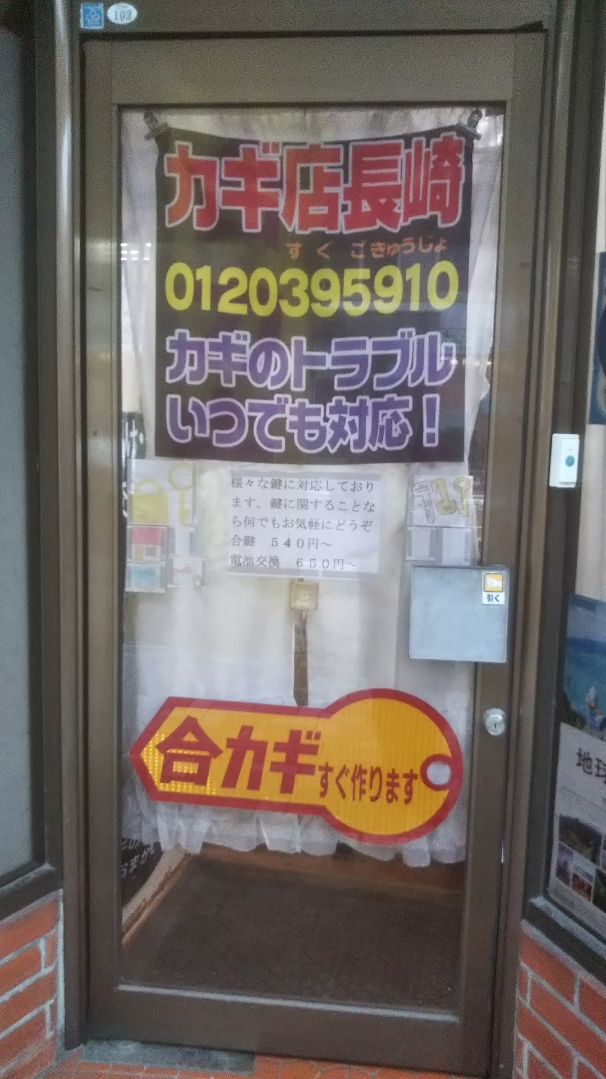 103
カギ店長崎
すぐ ごきゅうじょ
0120395910
カギのトラブル
いつでも対応！
様々な鍵に対応しており
ます。鍵に関することな
ら何でもお気軽にどうぞ
合鍵 ５４０円～
電池交換 ６５０円～
引く
合カギすぐ作ります
地球